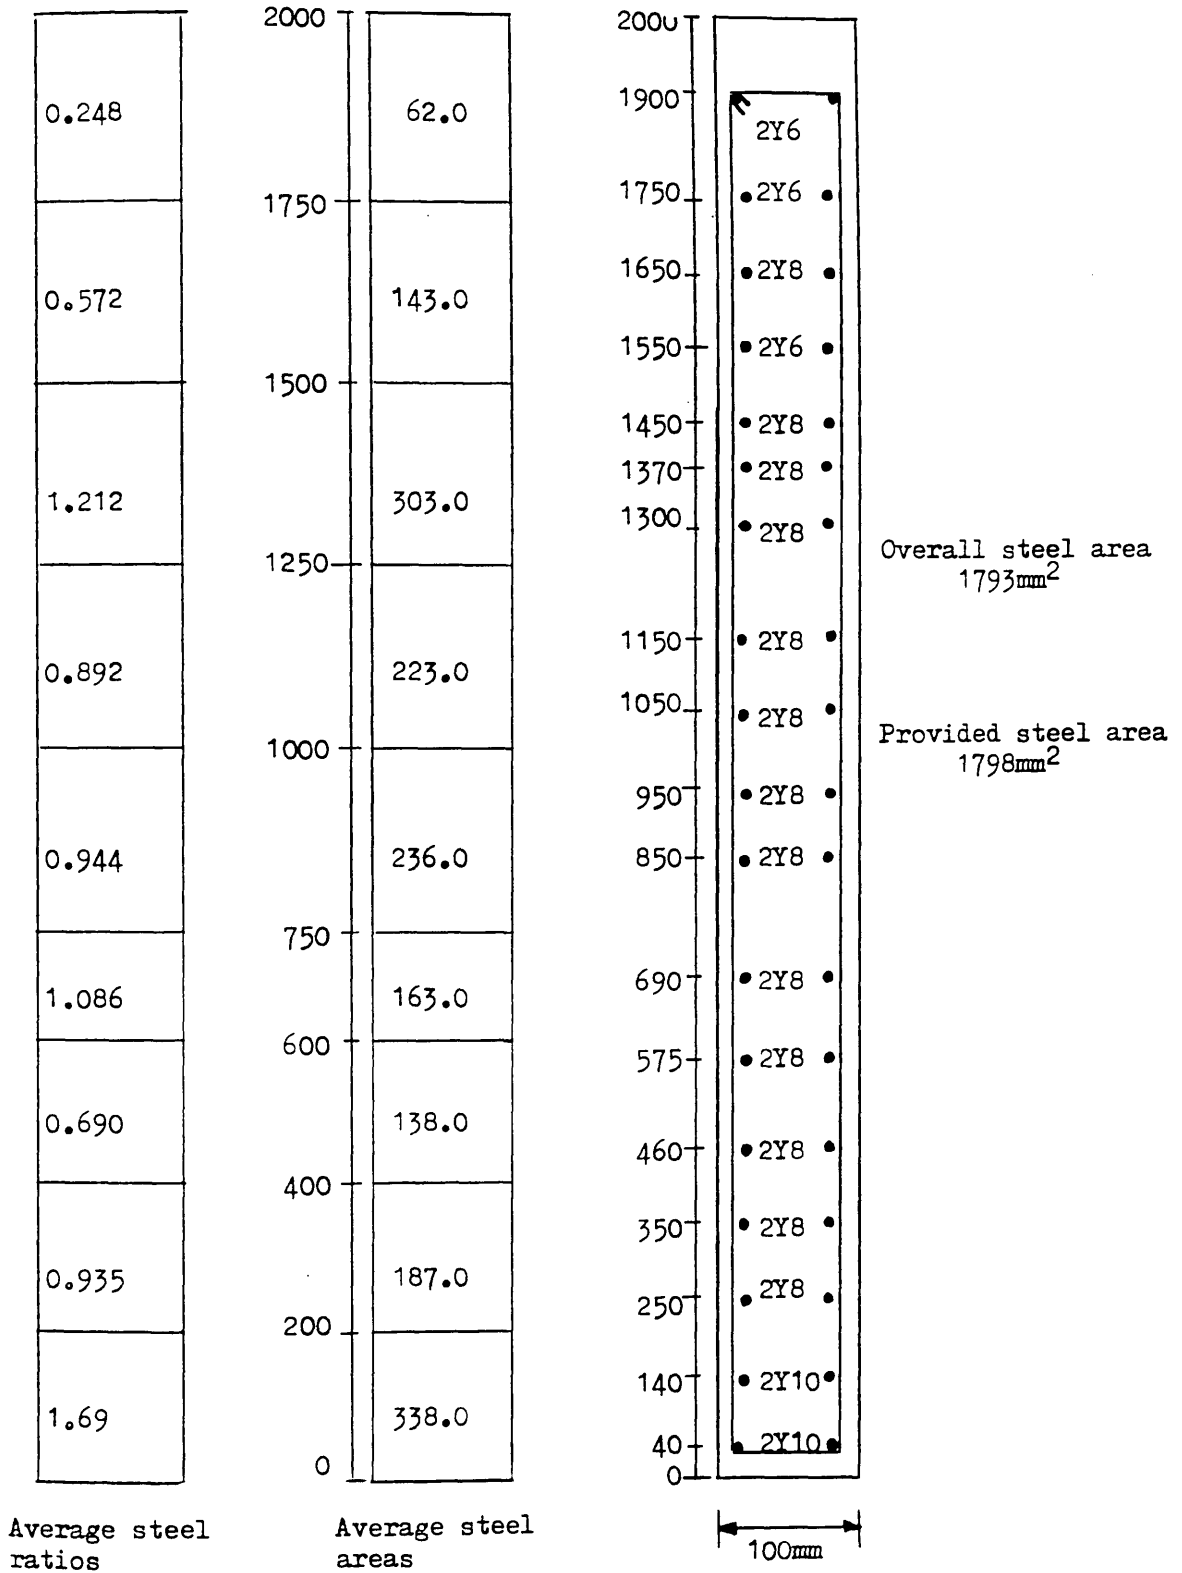 0.248
0.572
1.212
0.892
0.944
1.086
0.690
0.935
1.69
Average steel
ratios
2000
1750
1500
1250
1000
750
600
400
200
0
62.0
143.0
303.0
223.0
236.0
163.0
138.0
187.0
338.0
Average steel
areas
2000
1900
1750
1650
1550
1450
1370
1300
1150
1050
950
850
690
575
460
350
250
140
40
0
2Y6
2Y6
2Y8
2Y6
2Y8
2Y8
2Y8
2Y8
2Y8
2Y8
2Y8
2Y8
2Y8
2Y8
2Y8
2Y8
2Y10
2Y10
100mm
Overall steel area
1793mm²
Provided steel area
1798mm²